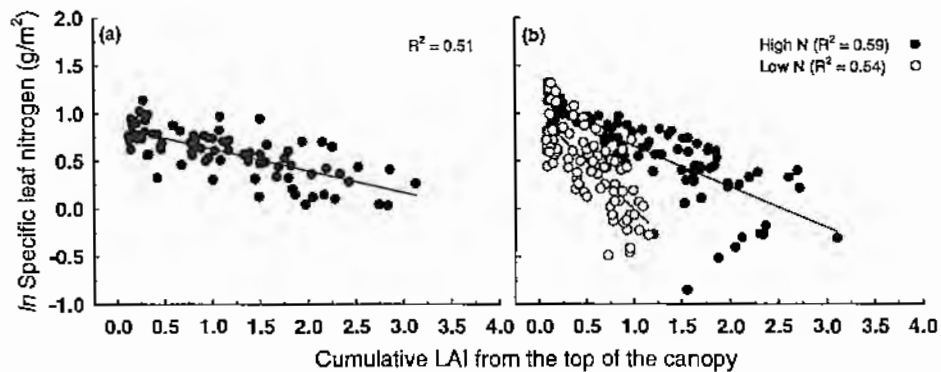 (a)
R² = 0.51
(b)
High N (R² = 0.59)
Low N (R² = 0.54)
ln Specific leaf nitrogen (g/m²)
2.0
1.5
1.0
0.5
0.0
-0.5
-1.0
0.0 0.5 1.0 1.5 2.0 2.5 3.0 3.5
0.0 0.5 1.0 1.5 2.0 2.5 3.0 3.5 4.0
Cumulative LAI from the top of the canopy